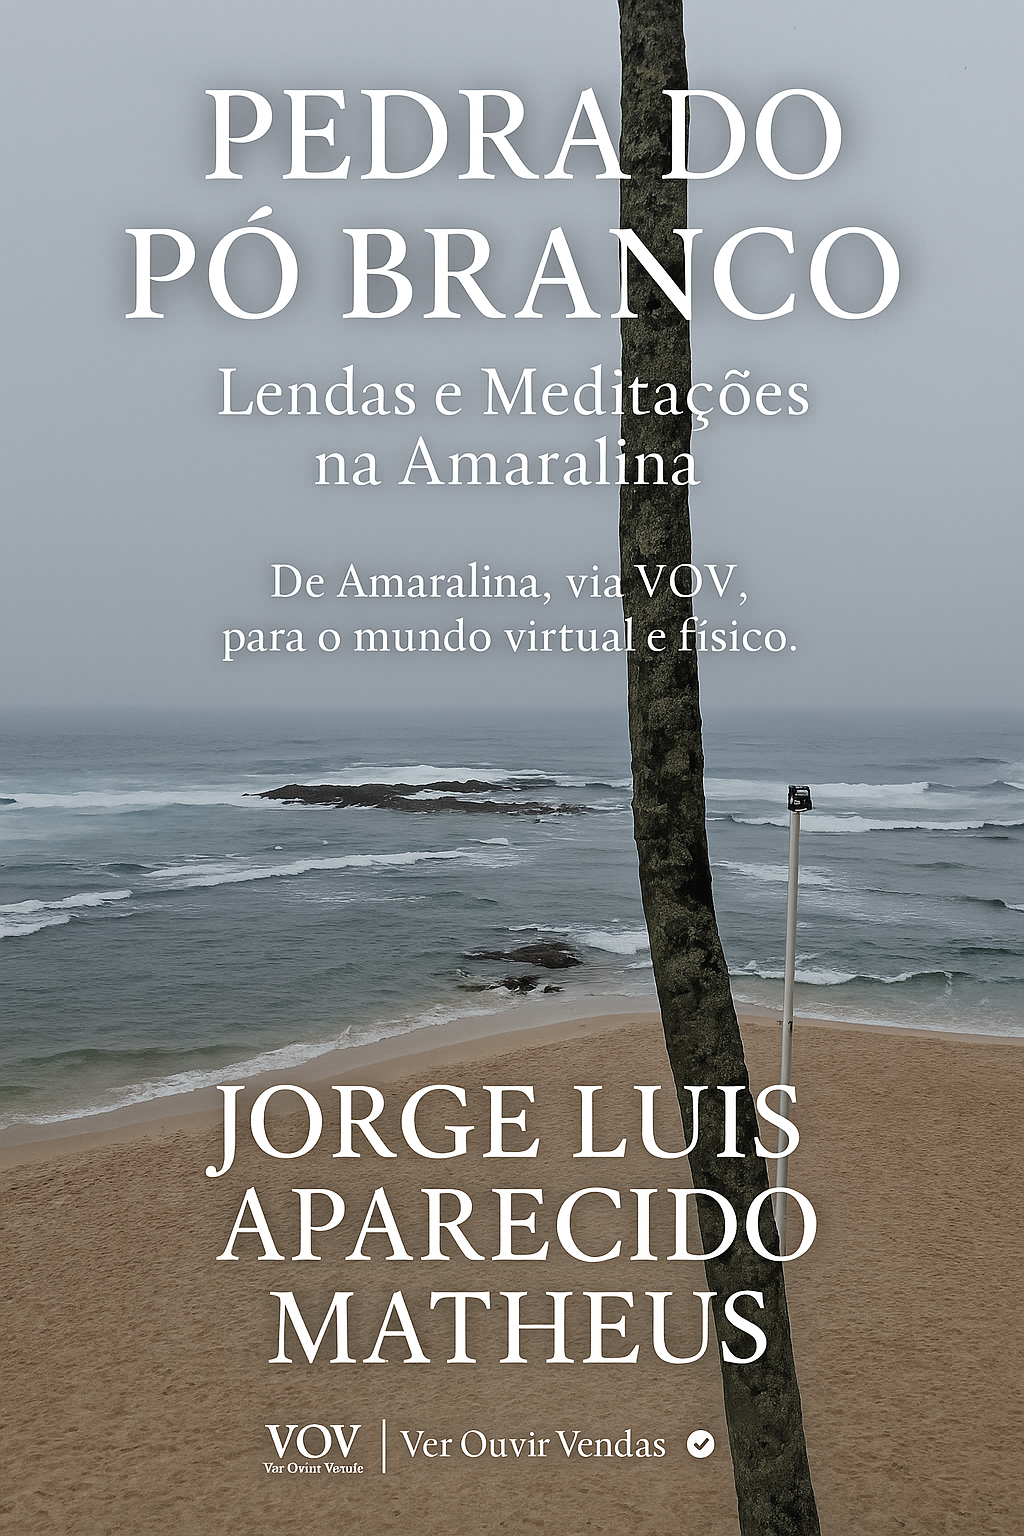 PEDRA DO
PÓ BRANCO
Lendas e Meditações
na Amaralina
De Amaralina, via VOV,
para o mundo virtual e físico.
JORGE LUIS
APARECIDO
MATHEUS
VOV
Ver Ouvir Vendas